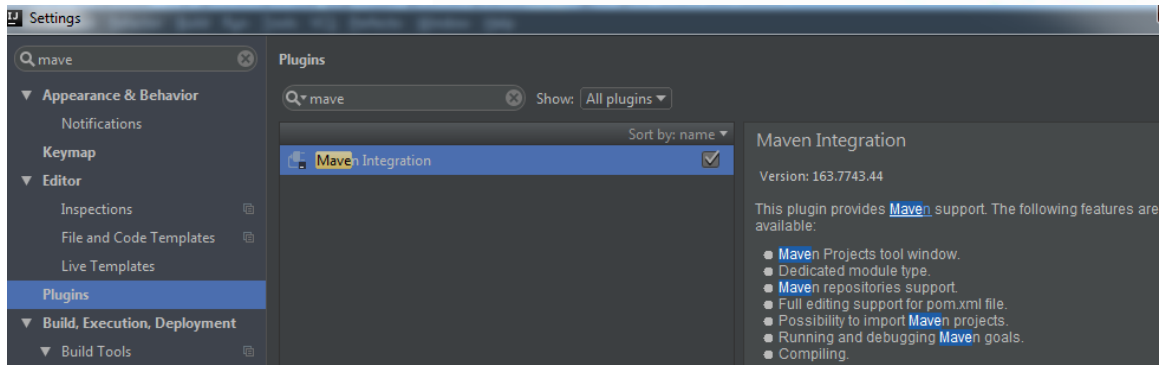 Settings
mave
Appearance & Behavior
Notifications
Keymap
Editor
Inspections
File and Code Templates
Live Templates
Plugins
Build, Execution, Deployment
Build Tools
Plugins
mave
Show: All plugins
Sort by: name
Maven Integration
Maven Integration
Version: 163.7743.44
This plugin provides Maven support. The following features are
available:
Maven Projects tool window.
Dedicated module type.
Maven repositories support.
Full editing support for pom.xml file.
Possibility to import Maven projects.
Running and debugging Maven goals.
Compiling.